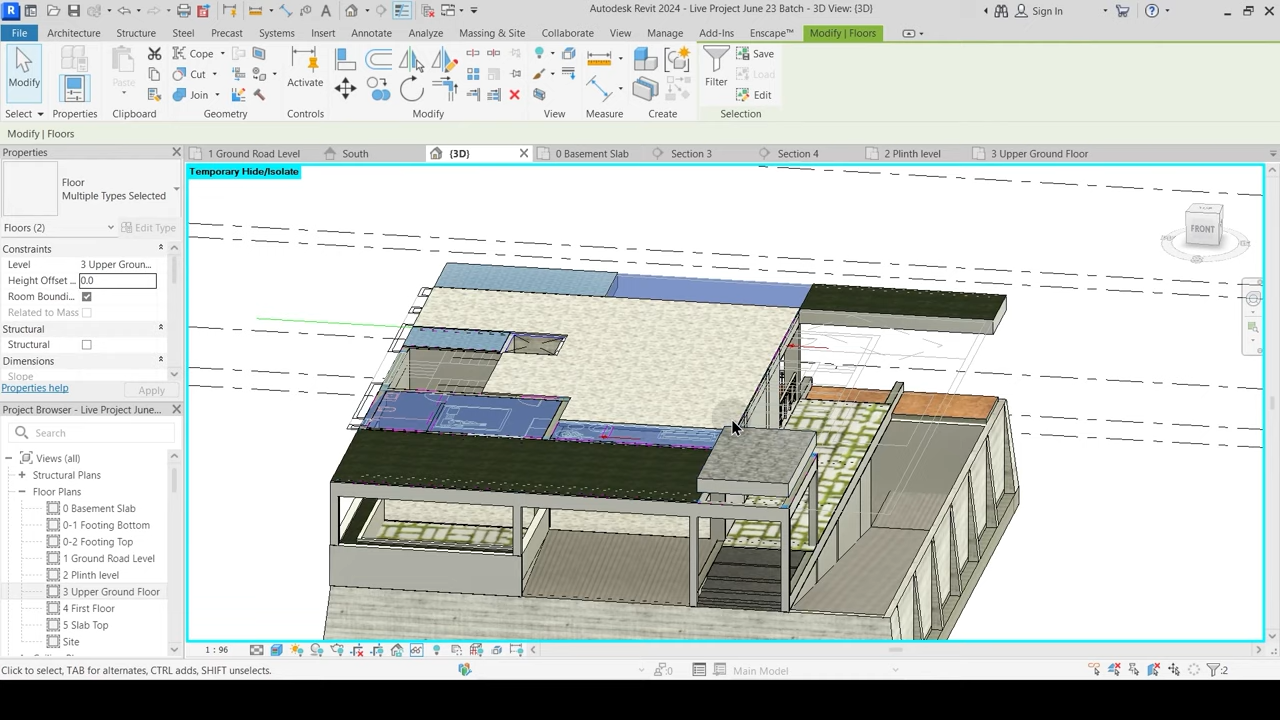 Autodesk Revit 2024 - Live Project June 23 Batch - 3D View: {3D}
Sign In
File
Architecture
Structure
Steel
Precast
Systems
Insert
Annotate
Analyze
Massing & Site
Collaborate
View
Manage
Add-Ins
Enscape™
Modify | Floors
Modify
Properties
Paste
Cope
Cut
Join
Activate
Filter
Save
Load
Edit
Select
Properties
Clipboard
Geometry
Controls
Modify
View
Measure
Create
Selection
Modify | Floors
Properties
1 Ground Road Level
South
{3D}
0 Basement Slab
Section 3
Section 4
2 Plinth level
3 Upper Ground Floor
Temporary Hide/Isolate
Floor
Multiple Types Selected
Floors (2)
Edit Type
Constraints
Level
3 Upper Groun...
Height Offset ...
0.0
Room Boundi...
Related to Mass
Structural
Structural
Dimensions
Slope
Properties help
Apply
Project Browser - Live Project June...
Search
Views (all)
Structural Plans
Floor Plans
0 Basement Slab
0-1 Footing Bottom
0-2 Footing Top
1 Ground Road Level
2 Plinth level
3 Upper Ground Floor
4 First Floor
5 Slab Top
Site
FRONT
1 : 96
Click to select, TAB for alternates, CTRL adds, SHIFT unselects.
:0
Main Model
:2